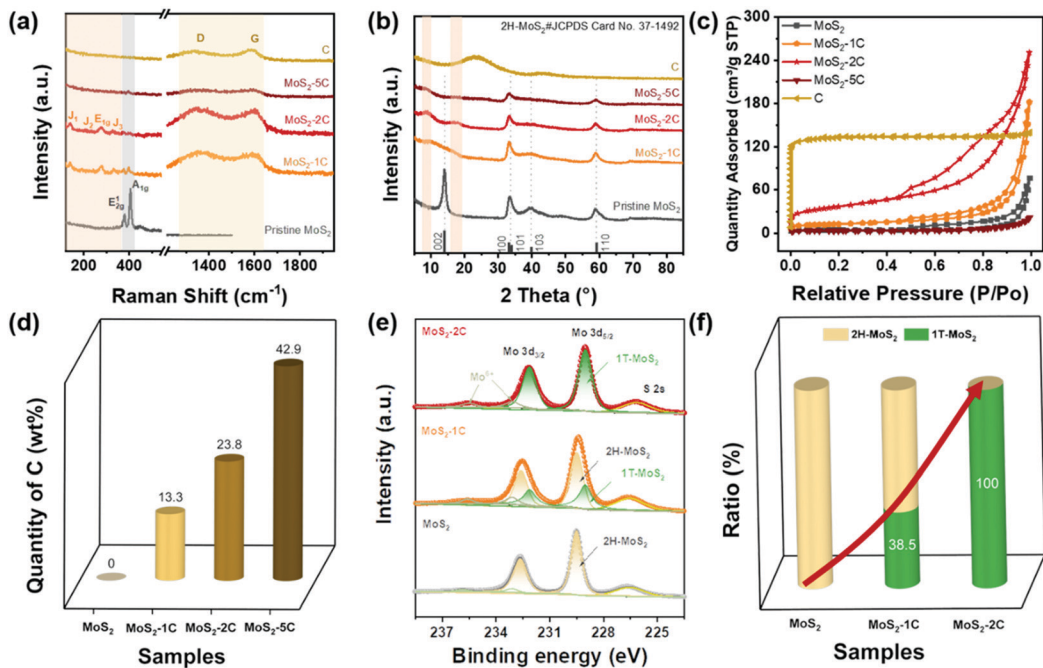 (a)
Intensity (a.u.)
D
G
C
MoS₂-5C
MoS₂-2C
MoS₂-1C
Pristine MoS₂
J₁
J₂
E₁g
J₃
E¹₂g
A₁g
200
400
1200
1400
1600
1800
Raman Shift (cm⁻¹)
(b)
Intensity (a.u.)
2H-MoS₂#JCPDS Card No. 37-1492
C
MoS₂-5C
MoS₂-2C
MoS₂-1C
Pristine MoS₂
002
100
101
103
110
10
20
30
40
50
60
70
80
2 Theta (°)
(c)
Quantity Adsorbed (cm³/g STP)
MoS₂
MoS₂-1C
MoS₂-2C
MoS₂-5C
C
300
240
180
120
60
0
0.0
0.2
0.4
0.6
0.8
1.0
Relative Pressure (P/Po)
(d)
Quantity of C (wt%)
0
13.3
23.8
42.9
MoS₂
MoS₂-1C
MoS₂-2C
MoS₂-5C
Samples
(e)
Intensity (a.u.)
MoS₂-2C
Mo 3d₃/₂
Mo 3d₅/₂
Mo⁶⁺
1T-MoS₂
S 2s
MoS₂-1C
2H-MoS₂
1T-MoS₂
MoS₂
2H-MoS₂
237
234
231
228
225
Binding energy (eV)
(f)
Ratio (%)
2H-MoS₂
1T-MoS₂
38.5
100
MoS₂
MoS₂-1C
MoS₂-2C
Samples